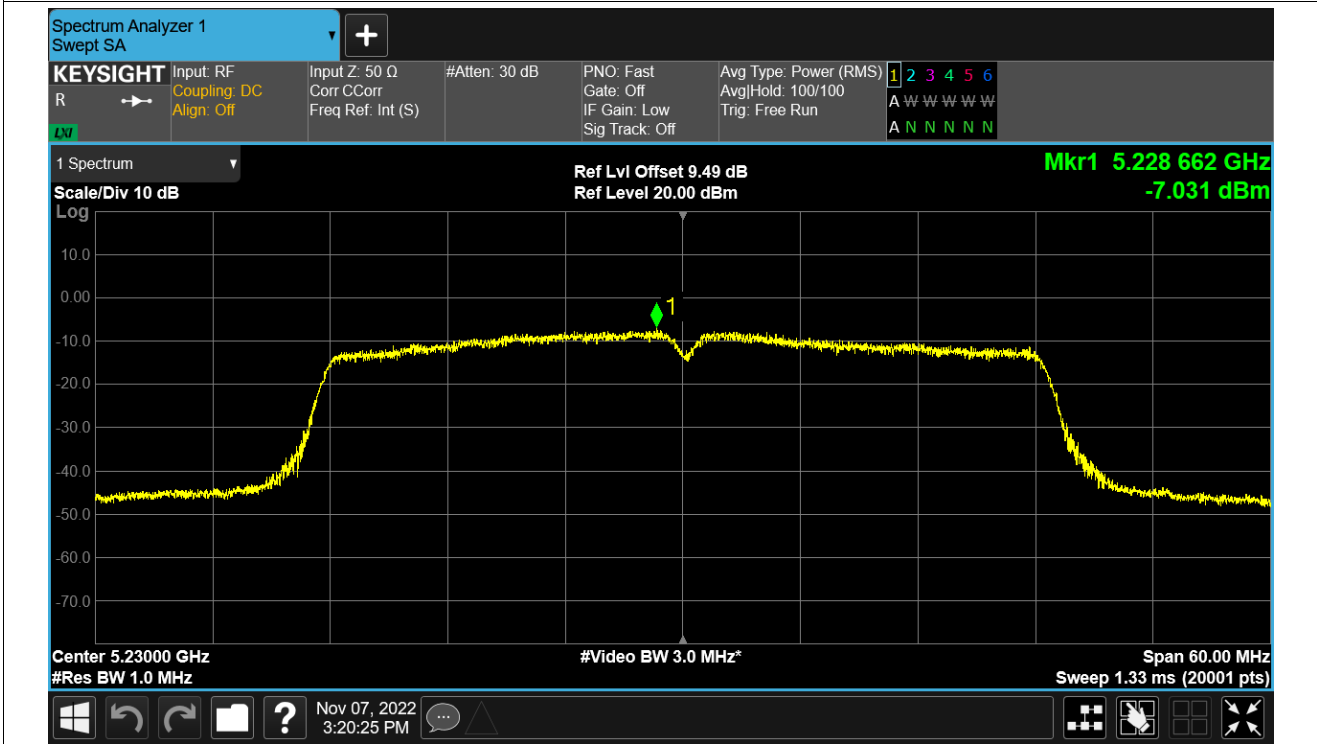 Spectrum Analyzer 1
Swept SA
KEYSIGHT
R
LXI
Input: RF
Coupling: DC
Align: Off
Input Z: 50 Ω
Corr CCorr
Freq Ref: Int (S)
#Atten: 30 dB
PNO: Fast
Gate: Off
IF Gain: Low
Sig Track: Off
Avg Type: Power (RMS)
Avg|Hold: 100/100
Trig: Free Run
1 2 3 4 5 6
A W W W W W
A N N N N N
1 Spectrum
Scale/Div 10 dB
Log
Ref Lvl Offset 9.49 dB
Ref Level 20.00 dBm
Mkr1 5.228 662 GHz
-7.031 dBm
10.0
0.00
1
-10.0
-20.0
-30.0
-40.0
-50.0
-60.0
-70.0
Center 5.23000 GHz
#Video BW 3.0 MHz*
Span 60.00 MHz
#Res BW 1.0 MHz
Sweep 1.33 ms (20001 pts)
?
Nov 07, 2022
3:20:25 PM